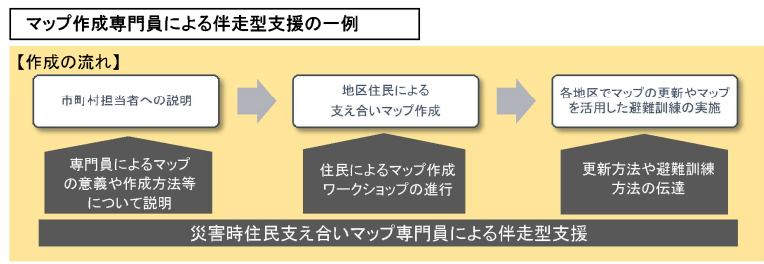 マップ作成専門員による伴走型支援の一例
【作成の流れ】
市町村担当者への説明
地区住民による
支え合いマップ作成
各地区でマップの更新やマップ
を活用した避難訓練の実施
専門員によるマップ
の意義や作成方法等
について説明
住民によるマップ作成
ワークショップの進行
更新方法や避難訓練
方法の伝達
災害時住民支え合いマップ専門員による伴走型支援